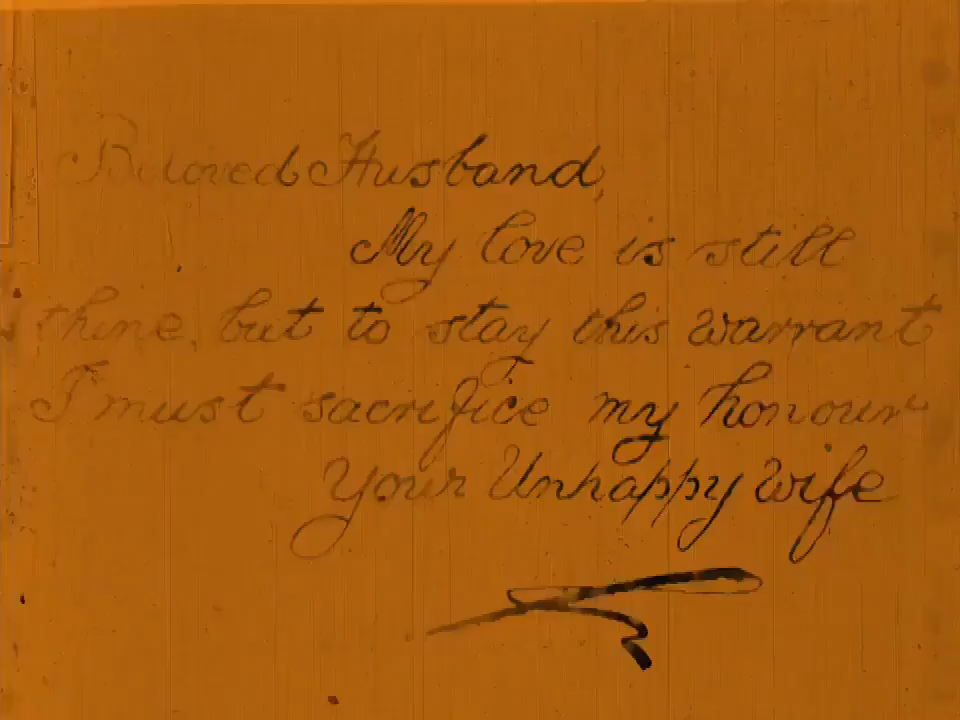 Beloved Husband,
My love is still
thine, but to stay this warrant
I must sacrifice my honour
Your Unhappy Wife